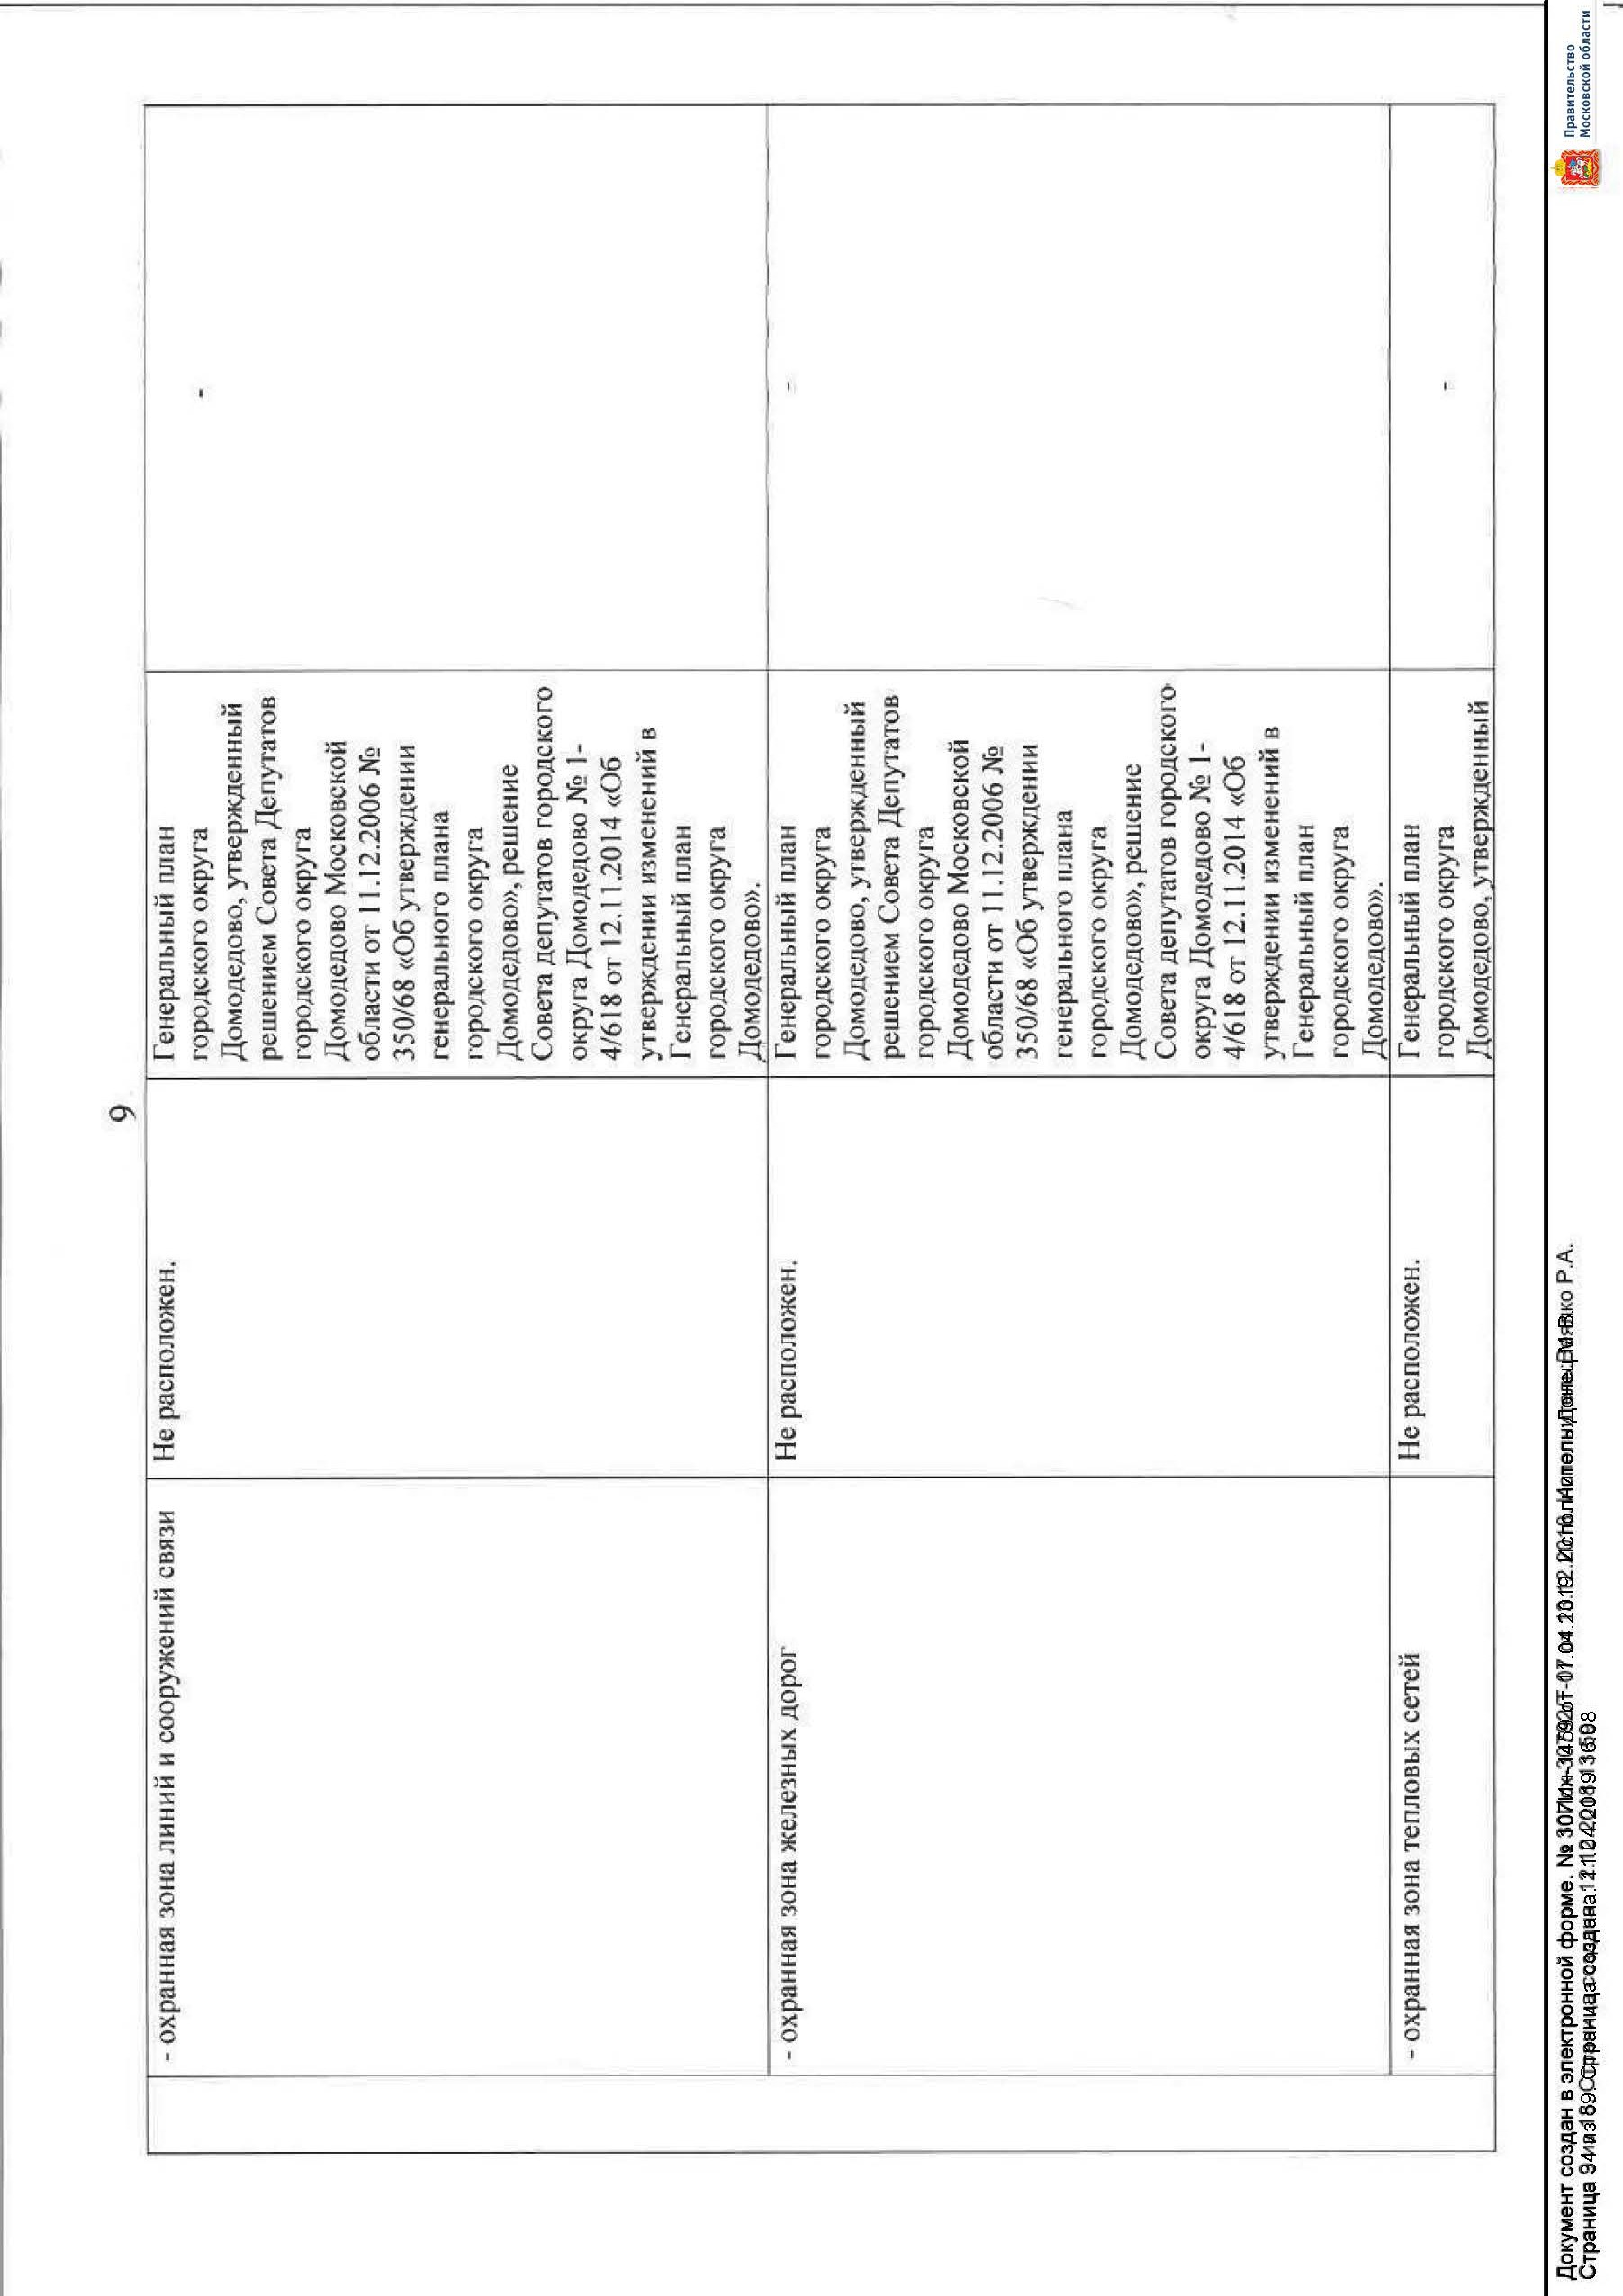 9
- охранная зона линий и сооружений связи
Не расположен.
Генеральный план
городского округа
Домодедово, утвержденный
решением Совета Депутатов
городского округа
Домодедово Московской
области от 11.12.2006 №
350/68 «Об утверждении
генерального плана
городского округа
Домодедово», решение
Совета депутатов городского
округа Домодедово № 1-
4/618 от 12.11.2014 «Об
утверждении изменений в
Генеральный план
городского округа
Домодедово».
-
- охранная зона железных дорог
Не расположен.
Генеральный план
городского округа
Домодедово, утвержденный
решением Совета Депутатов
городского округа
Домодедово Московской
области от 11.12.2006 №
350/68 «Об утверждении
генерального плана
городского округа
Домодедово», решение
Совета депутатов городского
округа Домодедово № 1-
4/618 от 12.11.2014 «Об
утверждении изменений в
Генеральный план
городского округа
Домодедово».
-
- охранная зона тепловых сетей
Не расположен.
Генеральный план
городского округа
Домодедово, утвержденный
-
Документ создан в электронной форме. №
Страница
Правительство
Московской области